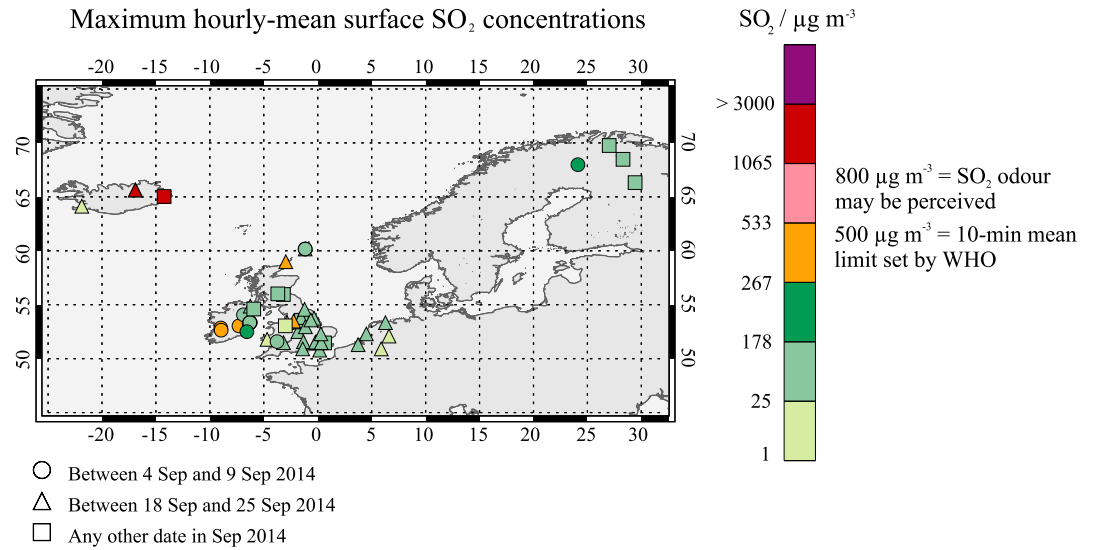 Maximum hourly-mean surface SO₂ concentrations
SO₂ / µg m⁻³
-20 -15 -10 -5 0 5 10 15 20 25 30
70 70
65 65
60 60
55 55
50 50
-20 -15 -10 -5 0 5 10 15 20 25 30
> 3000
1065
533
267
178
25
1
800 µg m⁻³ = SO₂ odour
may be perceived
500 µg m⁻³ = 10-min mean
limit set by WHO
Between 4 Sep and 9 Sep 2014
Between 18 Sep and 25 Sep 2014
Any other date in Sep 2014